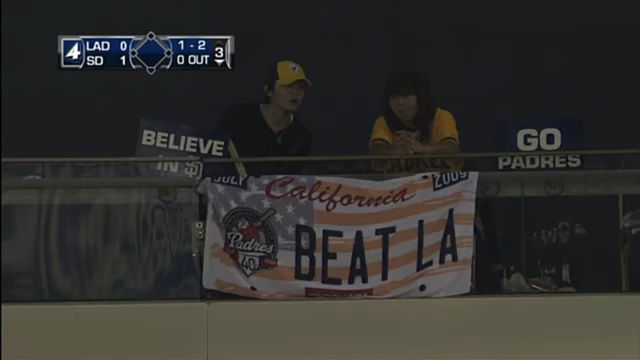 4 LAD 0 1 - 2 3
SD 1 0 OUT
BELIEVE
IN SD
GO
PADRES
JULY California 2009
Padres
40
BEAT LA